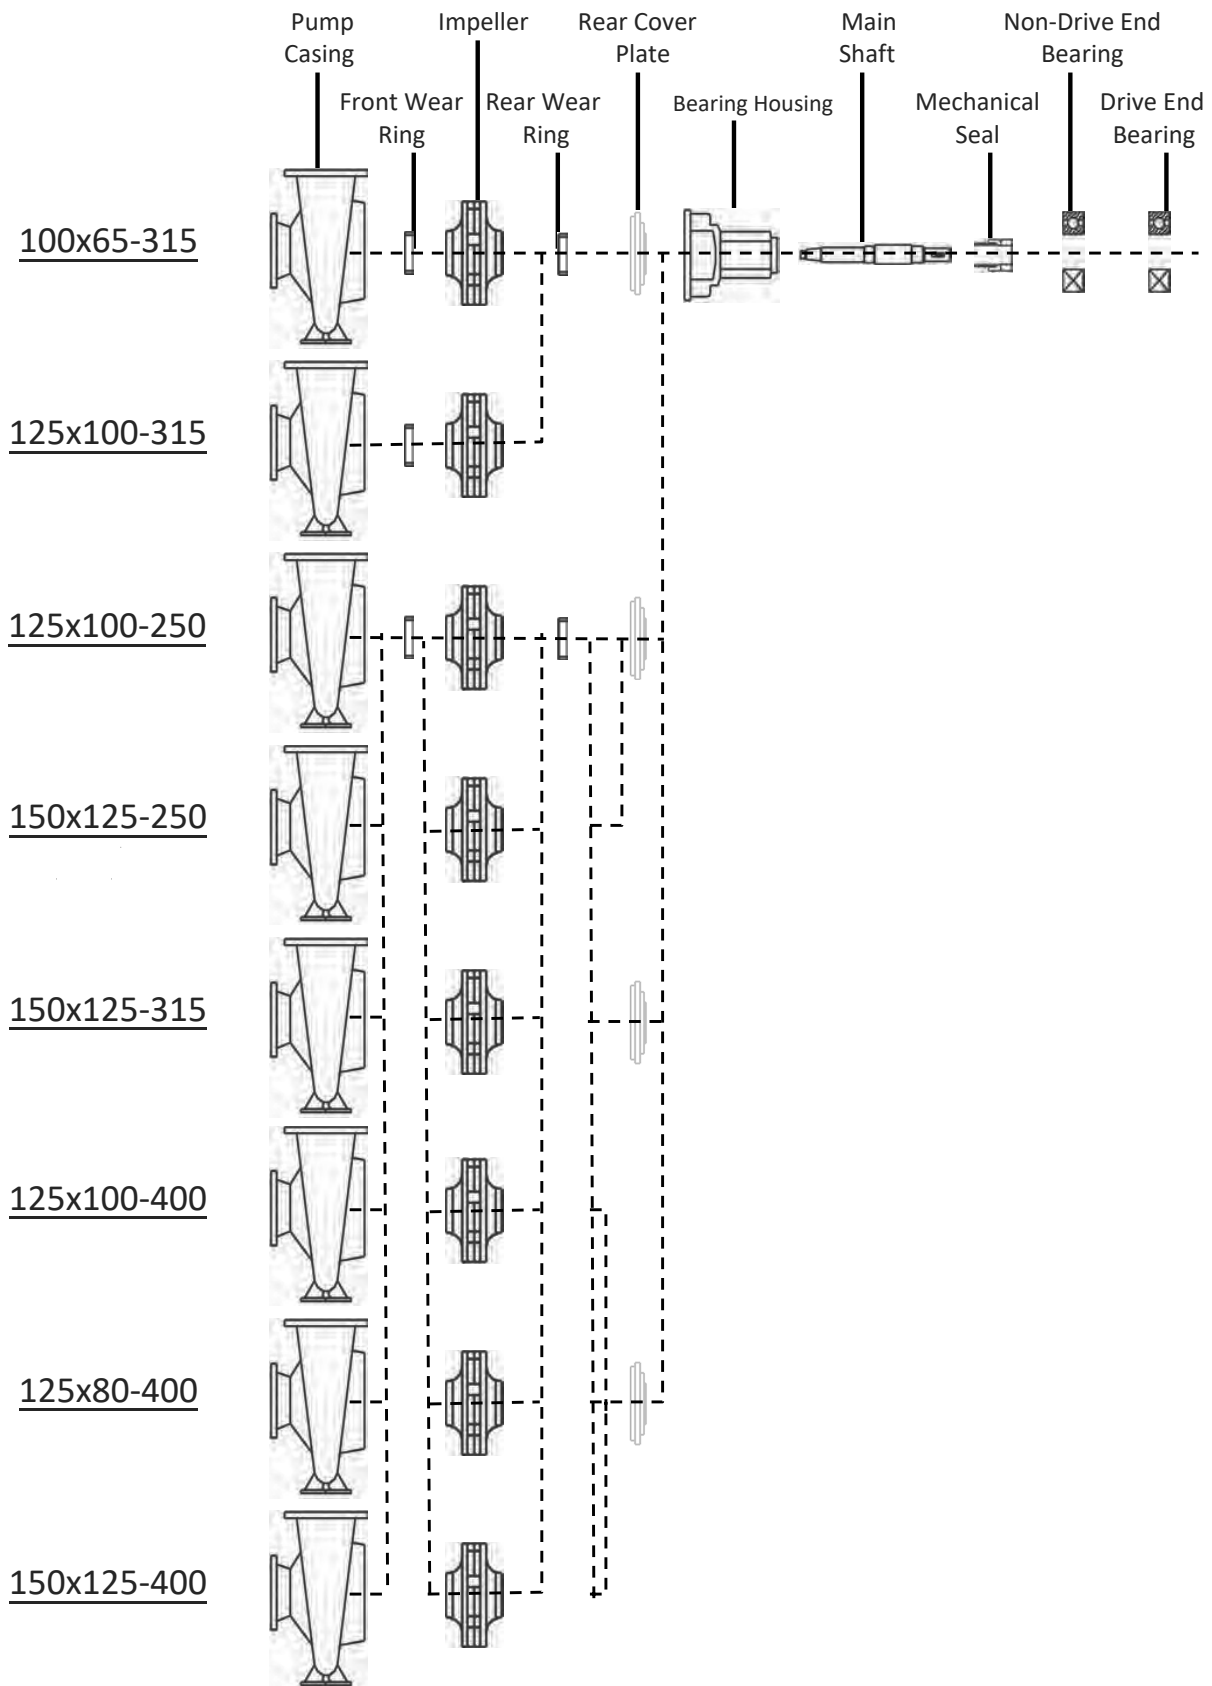 Pump
Casing
Impeller
Rear Cover
Plate
Main
Shaft
Non-Drive End
Bearing
Front Wear
Ring
Rear Wear
Ring
Bearing Housing
Mechanical
Seal
Drive End
Bearing
100x65-315
125x100-315
125x100-250
150x125-250
150x125-315
125x100-400
125x80-400
150x125-400